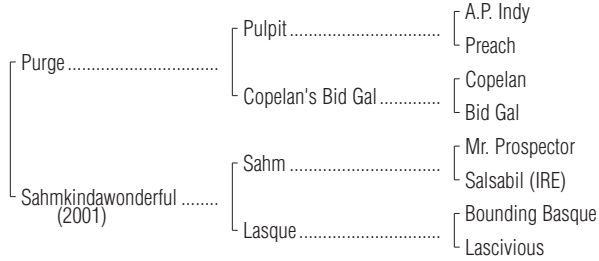 A.P. Indy
Pulpit
Preach
Purge
Copelan
Copelan's Bid Gal
Bid Gal
Mr. Prospector
Sahm
Salsabil (IRE)
Sahmkindawonderful
(2001)
Bounding Basque
Lasque
Lascivious